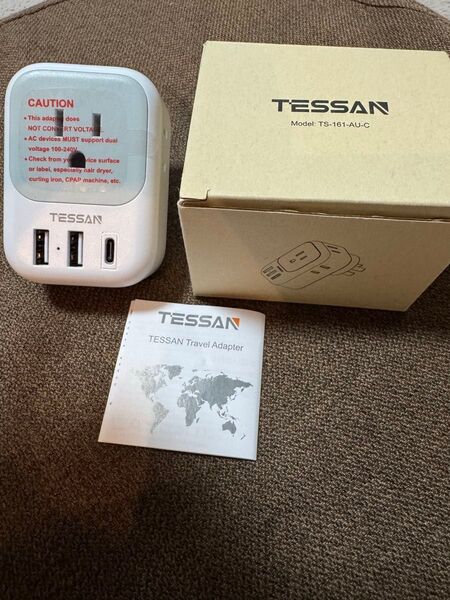 CAUTION
• This adapter does
NOT CONVERT VOLTAGE.
• AC devices MUST support dual
voltage 100-240V.
• Check from your device surface
or label, especially hair dryer,
curling iron, CPAP machine, etc.
TESSAN
TESSAN
Model: TS-161-AU-C
TESSAN
TESSAN Travel Adapter